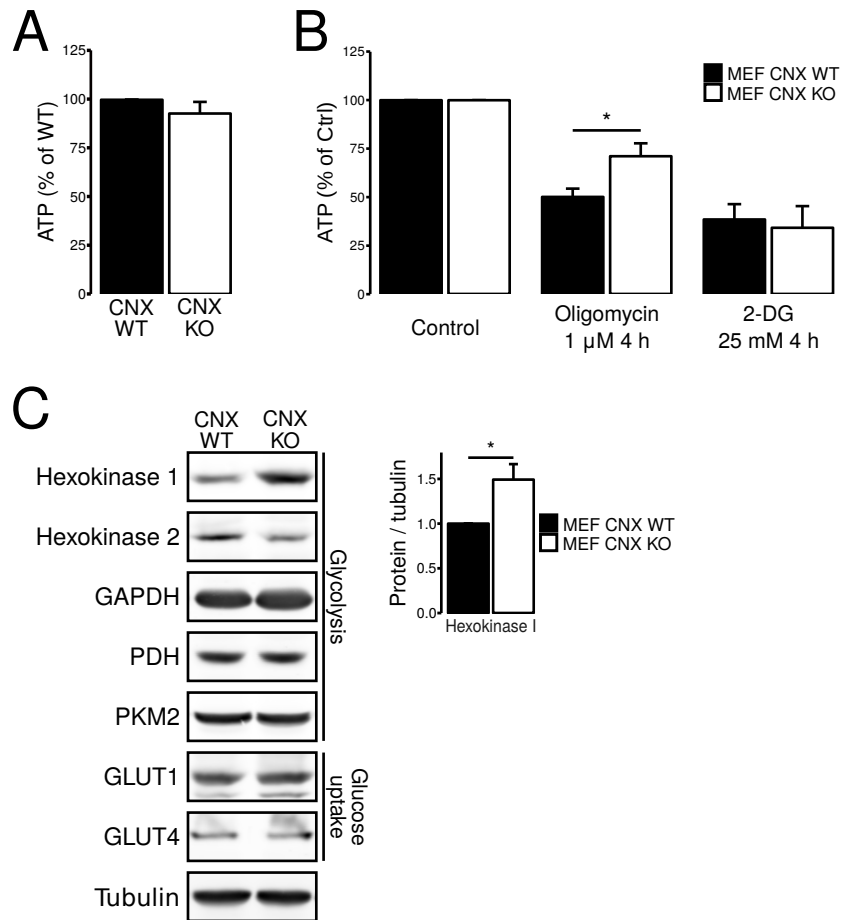 A
ATP (% of WT)
125
100
75
50
25
0
CNX
WT
CNX
KO
B
ATP (% of Ctrl)
125
100
75
50
25
0
*
MEF CNX WT
MEF CNX KO
Control
Oligomycin
1 µM 4 h
2-DG
25 mM 4 h
C
CNX
WT
CNX
KO
Hexokinase 1
Hexokinase 2
GAPDH
PDH
PKM2
GLUT1
GLUT4
Tubulin
Glycolysis
Glucose
uptake
Protein / tubulin
1.5
1.0
0.5
0.0
*
Hexokinase I
MEF CNX WT
MEF CNX KO